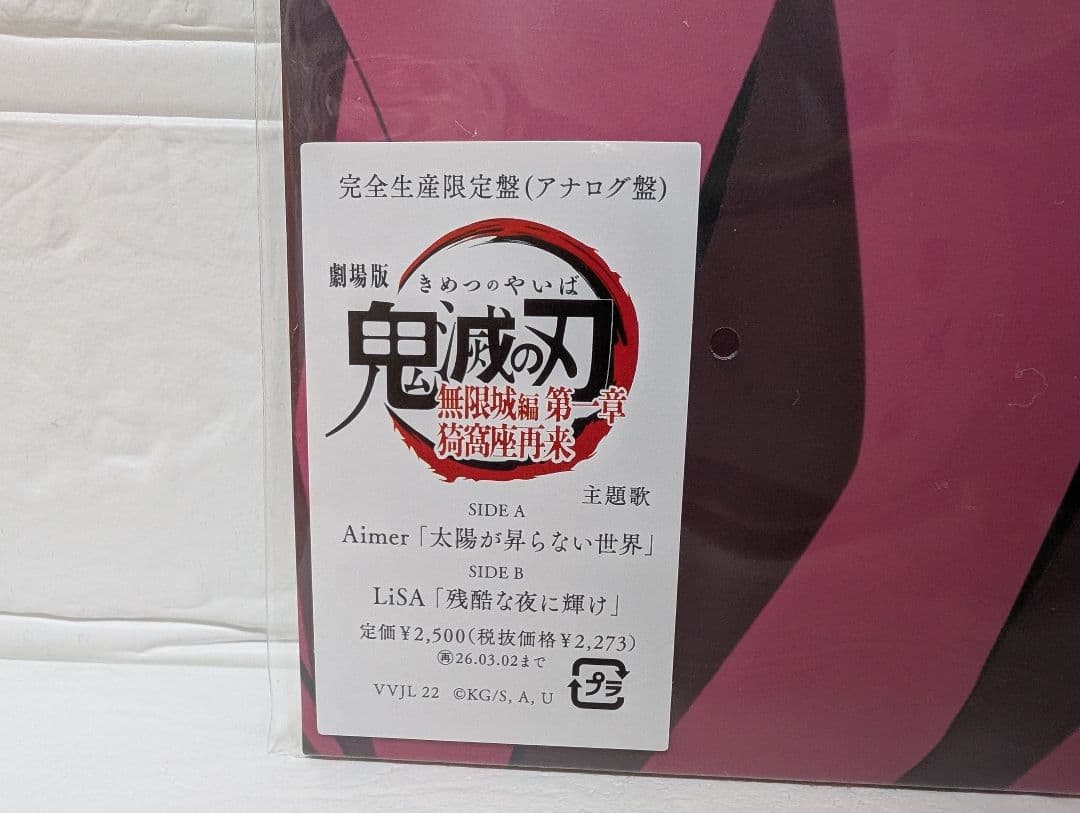 完全生産限定盤(アナログ盤)
劇場版 きめつのやいば
鬼滅の刃
無限城編 第一章
猗窩座再来
主題歌
SIDE A
Aimer「太陽が昇らない世界」
SIDE B
LiSA「残酷な夜に輝け」
定価￥2,500(税抜価格￥2,273)
㊢26.03.02まで
プラ
VVJL 22 ©KG/S, A, U